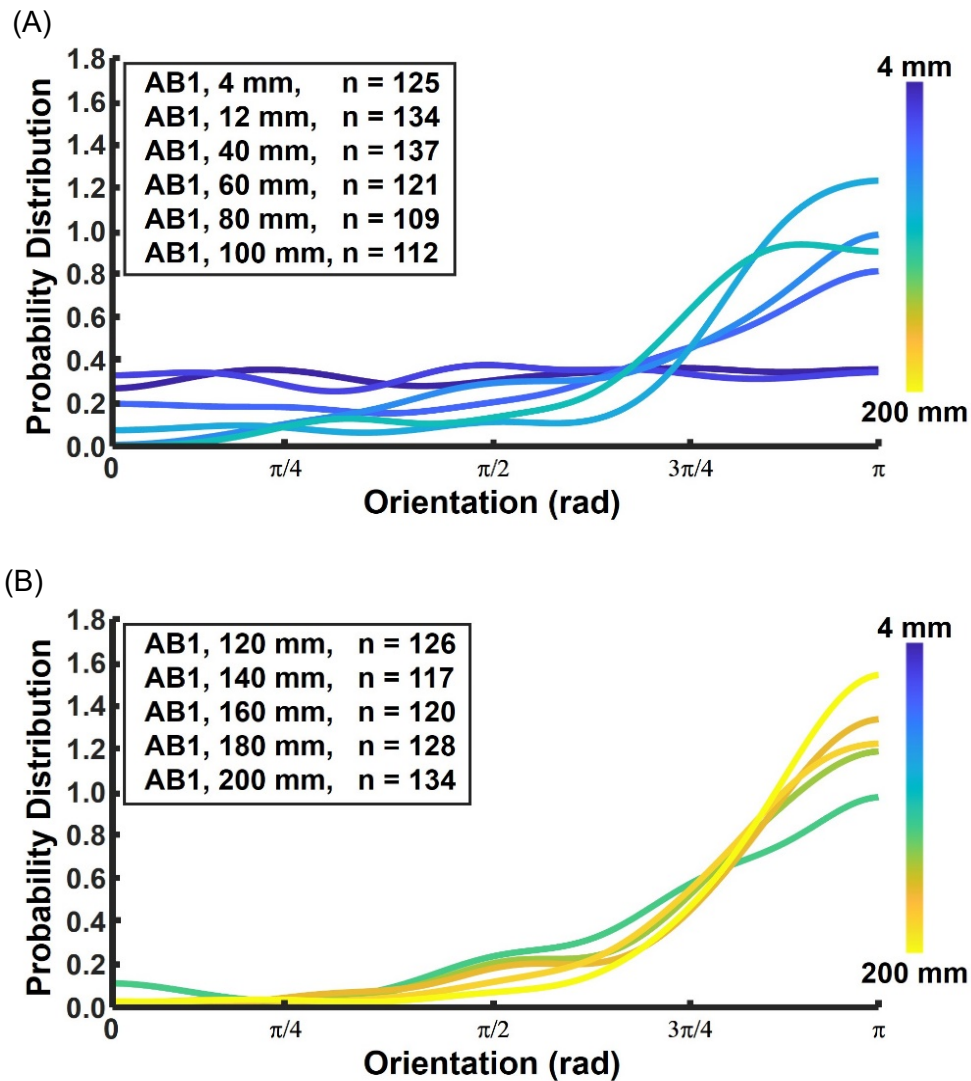 (A)
1.8
1.6
1.4
1.2
1.0
0.8
0.6
0.4
0.2
0.0
Probability Distribution
AB1, 4 mm, n = 125
AB1, 12 mm, n = 134
AB1, 40 mm, n = 137
AB1, 60 mm, n = 121
AB1, 80 mm, n = 109
AB1, 100 mm, n = 112
4 mm
200 mm
0 π/4 π/2 3π/4 π
Orientation (rad)
(B)
1.8
1.6
1.4
1.2
1.0
0.8
0.6
0.4
0.2
0.0
Probability Distribution
AB1, 120 mm, n = 126
AB1, 140 mm, n = 117
AB1, 160 mm, n = 120
AB1, 180 mm, n = 128
AB1, 200 mm, n = 134
4 mm
200 mm
0 π/4 π/2 3π/4 π
Orientation (rad)